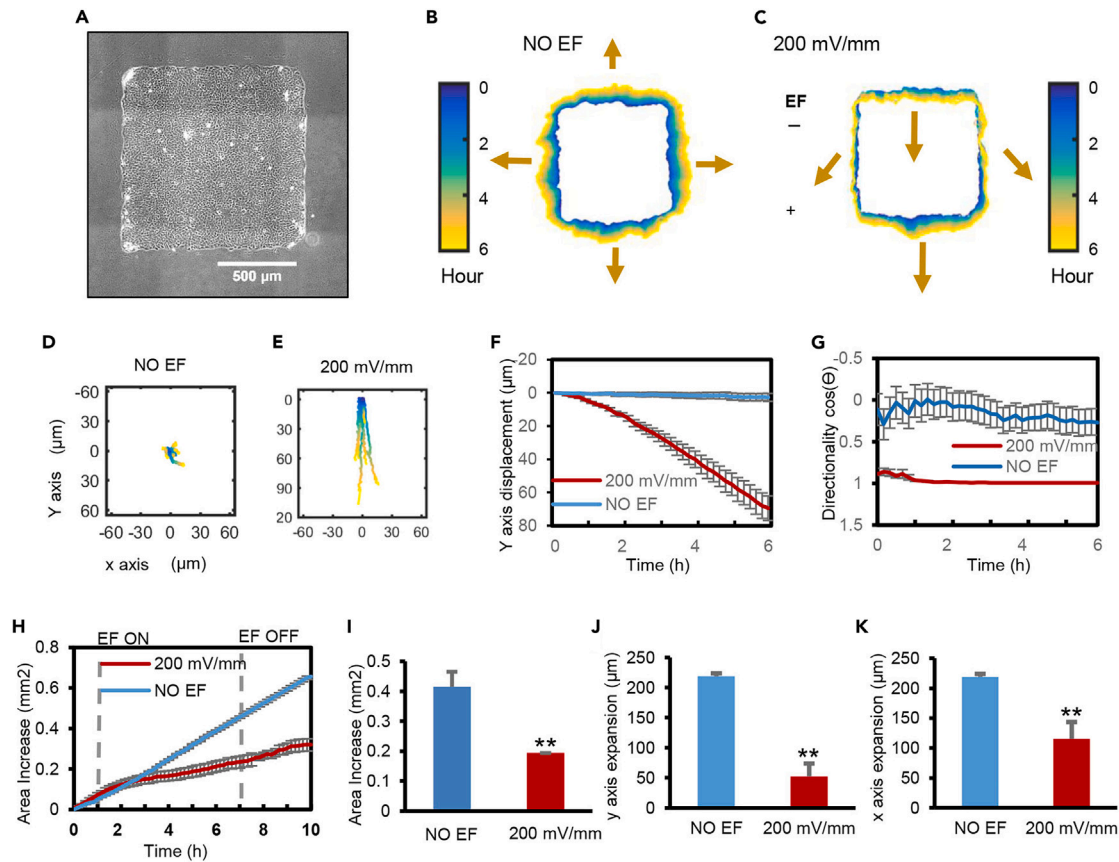 A
500 µm
B
NO EF
0
2
4
6
Hour
C
200 mV/mm
EF
−
+
0
2
4
6
Hour
D
NO EF
Y axis (µm)
-60
30
0
30
60
-60 -30 0 30 60
x axis (µm)
E
200 mV/mm
0
30
60
90
20
-60 -30 0 30 60
F
Y axis displacement (µm)
20
0
20
40
60
80
200 mV/mm
NO EF
0 2 4 6
Time (h)
G
Directionality cos(Θ)
-0.5
0
0.5
1
1.5
200 mV/mm
NO EF
0 2 4 6
Time (h)
H
EF ON
EF OFF
Area Increase (mm2)
0.8
0.6
0.4
0.2
0
200 mV/mm
NO EF
0 2 4 6 8 10
Time (h)
I
Area Increase (mm2)
0.5
0.4
0.3
0.2
0.1
0
**
NO EF 200 mV/mm
J
y axis expansion (µm)
250
200
150
100
50
0
**
NO EF 200 mV/mm
K
x axis expansion (µm)
250
200
150
100
50
0
**
NO EF 200 mV/mm